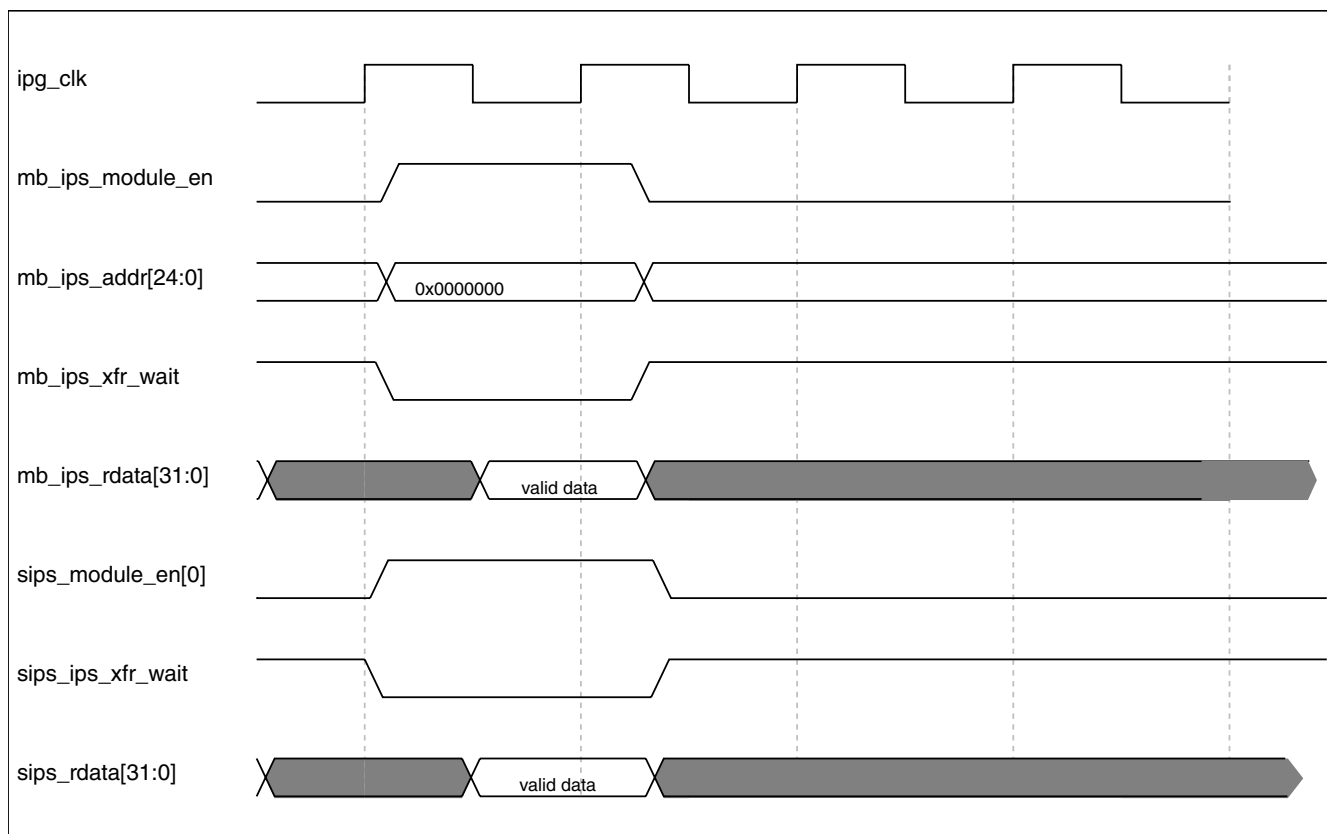 ipg_clk
mb_ips_module_en
mb_ips_addr[24:0]
0x0000000
mb_ips_xfr_wait
mb_ips_rdata[31:0]
valid data
sips_module_en[0]
sips_ips_xfr_wait
sips_rdata[31:0]
valid data